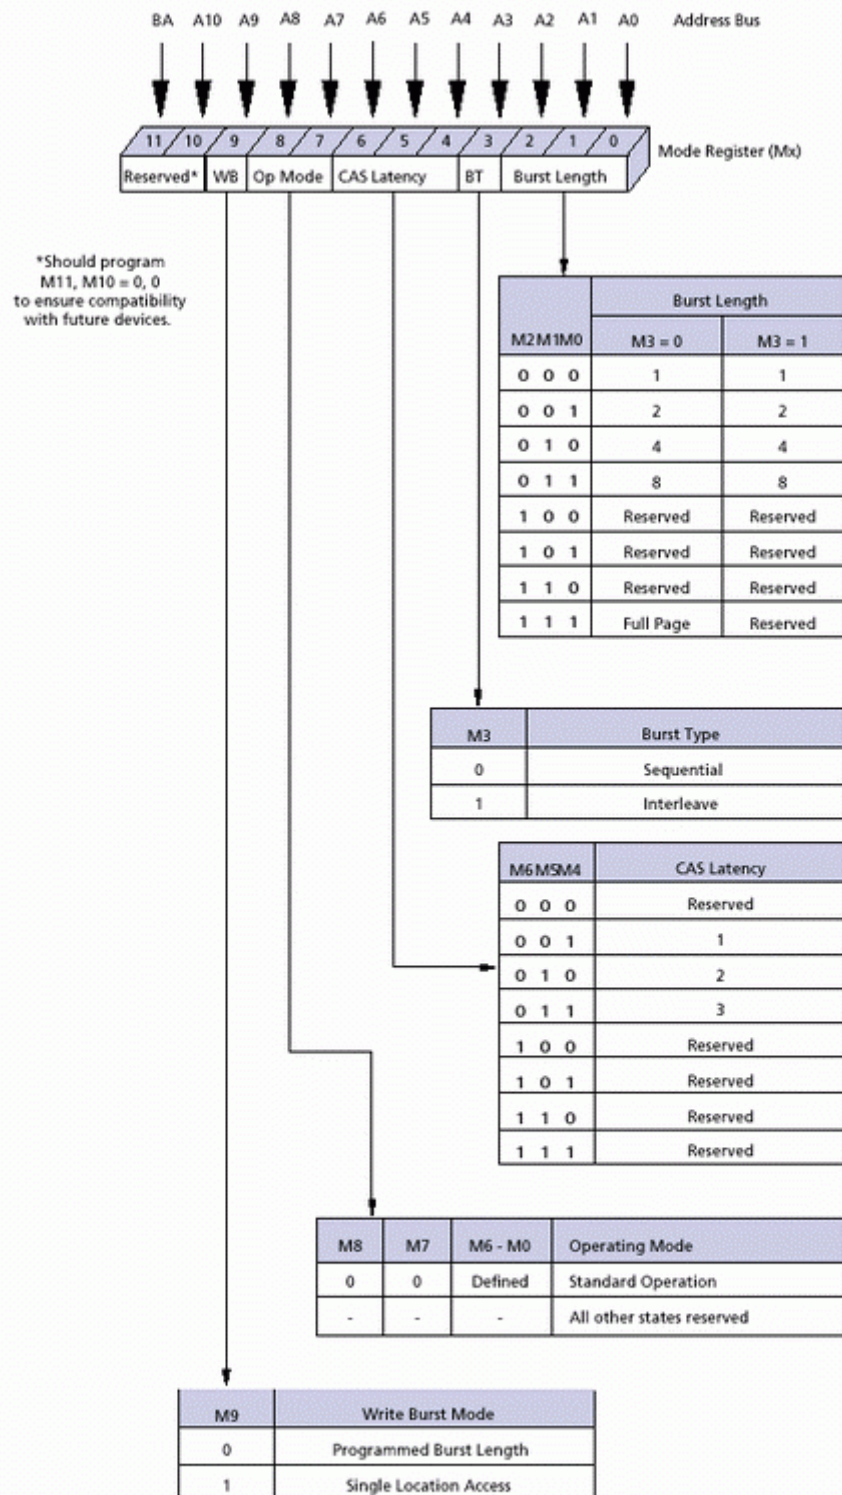 BA A10 A9 A8 A7 A6 A5 A4 A3 A2 A1 A0 Address Bus
11 10 9 8 7 6 5 4 3 2 1 0
Mode Register (Mx)
Reserved* WB Op Mode CAS Latency BT Burst Length
*Should program
M11, M10 = 0, 0
to ensure compatibility
with future devices.
Burst Length
M2M1M0 M3 = 0 M3 = 1
0 0 0 1 1
0 0 1 2 2
0 1 0 4 4
0 1 1 8 8
1 0 0 Reserved Reserved
1 0 1 Reserved Reserved
1 1 0 Reserved Reserved
1 1 1 Full Page Reserved
M3 Burst Type
0 Sequential
1 Interleave
M6M5M4 CAS Latency
0 0 0 Reserved
0 0 1 1
0 1 0 2
0 1 1 3
1 0 0 Reserved
1 0 1 Reserved
1 1 0 Reserved
1 1 1 Reserved
M8 M7 M6 - M0 Operating Mode
0 0 Defined Standard Operation
- - - All other states reserved
M9 Write Burst Mode
0 Programmed Burst Length
1 Single Location Access